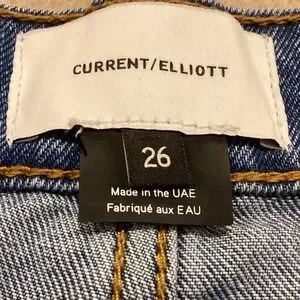 CURRENT/ELLIOTT
26
Made in the UAE
Fabriqué aux EAU